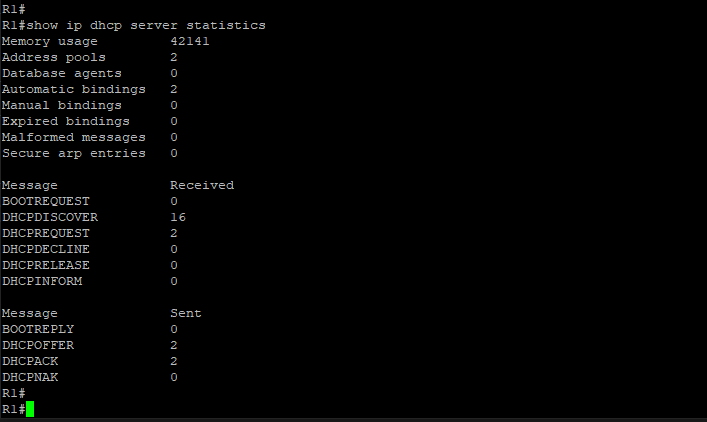 R1#
R1#show ip dhcp server statistics
Memory usage 42141
Address pools 2
Database agents 0
Automatic bindings 2
Manual bindings 0
Expired bindings 0
Malformed messages 0
Secure arp entries 0
Message Received
BOOTREQUEST 0
DHCPDISCOVER 16
DHCPREQUEST 2
DHCPDECLINE 0
DHCPRELEASE 0
DHCPINFORM 0
Message Sent
BOOTREPLY 0
DHCPOFFER 2
DHCPACK 2
DHCPNAK 0
R1#
R1#